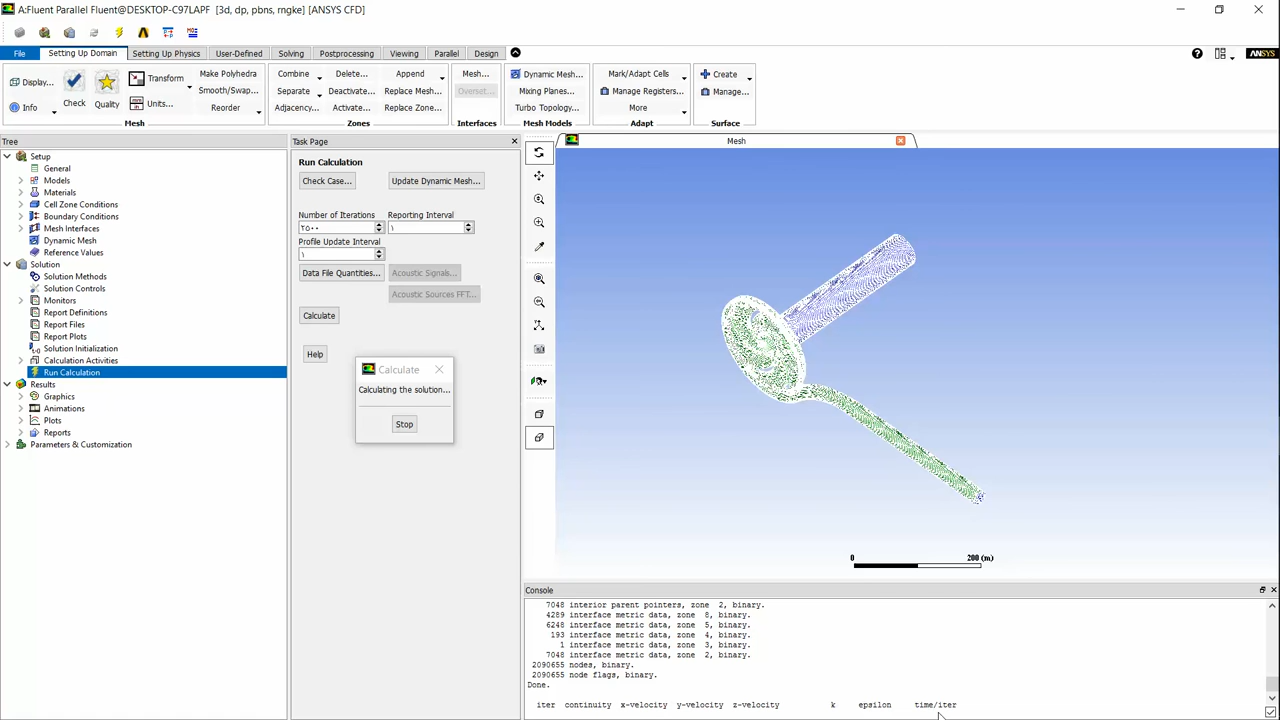 A:Fluent Parallel Fluent@DESKTOP-C97LAPF [3d, dp, pbns, rngke] [ANSYS CFD]
File Setting Up Domain Setting Up Physics User-Defined Solving Postprocessing Viewing Parallel Design ANSYS
Display... Transform Make Polyhedra Combine Delete... Append Mesh... Dynamic Mesh... Mark/Adapt Cells Create
Info Check Quality Units... Smooth/Swap... Separate Deactivate... Replace Mesh... Overset... Mixing Planes... Manage Registers... Manage...
Reorder Adjacency... Activate... Replace Zone... Turbo Topology... More
Mesh Zones Interfaces Mesh Models Adapt Surface
Tree
Setup
General
Models
Materials
Cell Zone Conditions
Boundary Conditions
Mesh Interfaces
Dynamic Mesh
Reference Values
Solution
Solution Methods
Solution Controls
Monitors
Report Definitions
Report Files
Report Plots
Solution Initialization
Calculation Activities
Run Calculation
Results
Graphics
Animations
Plots
Reports
Parameters & Customization
Task Page
Run Calculation
Check Case... Update Dynamic Mesh...
Number of Iterations Reporting Interval
٢٥٠٠ ١
Profile Update Interval
١
Data File Quantities... Acoustic Signals...
Acoustic Sources FFT...
Calculate
Help
Calculate
Calculating the solution...
Stop
Mesh
0 200 (m)
Console
7048 interior parent pointers, zone 2, binary.
4289 interface metric data, zone 8, binary.
6248 interface metric data, zone 5, binary.
193 interface metric data, zone 4, binary.
1 interface metric data, zone 3, binary.
7048 interface metric data, zone 2, binary.
2090655 nodes, binary.
2090655 node flags, binary.
Done.
iter continuity x-velocity y-velocity z-velocity k epsilon time/iter